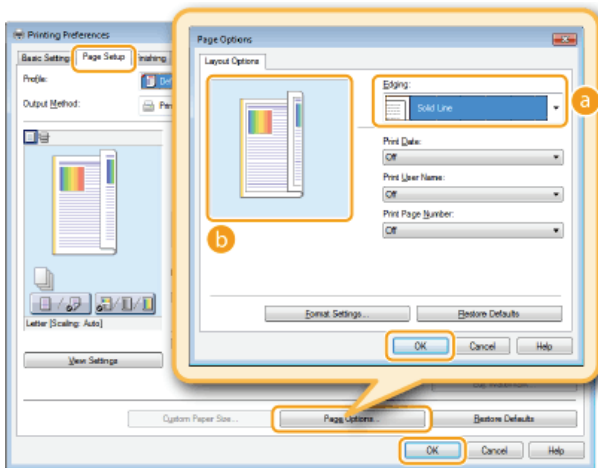 Printing Preferences
Basic Setting Page Setup Finishing
Profile:
Output Method:
Letter [Scaling: Auto]
View Settings
Custom Paper Size...
Page Options...
Restore Defaults
OK
Cancel
Help
Page Options
Layout Options
Edging:
Solid Line
a
Print Date:
Off
Print User Name:
Off
Print Page Number:
Off
b
Format Settings...
Restore Defaults
OK
Cancel
Help